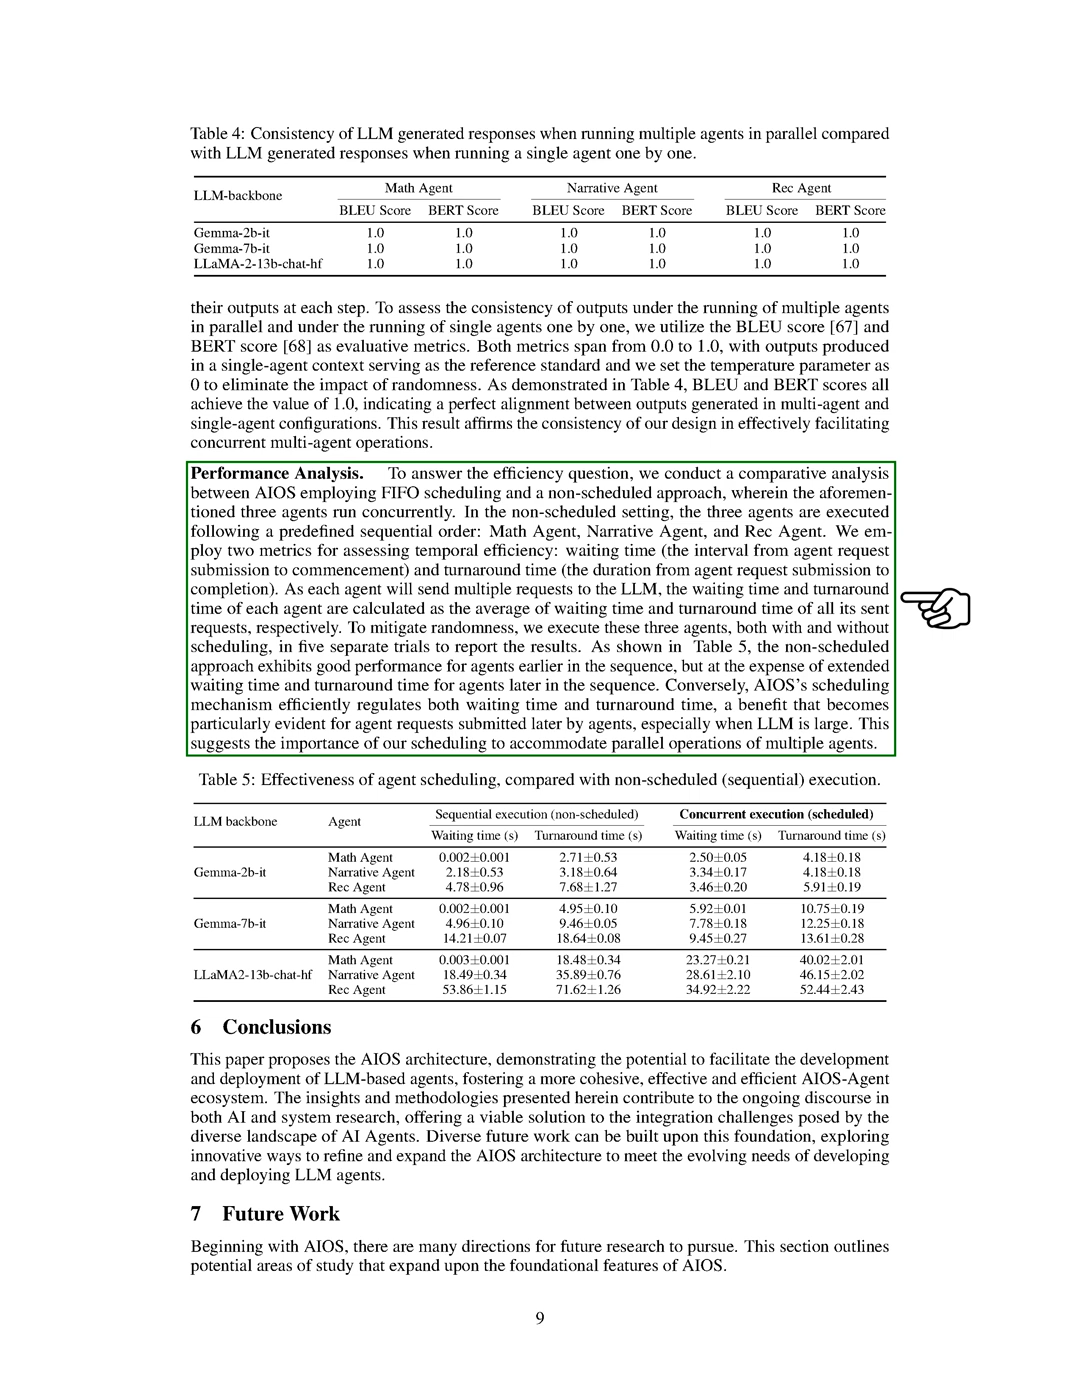 Table 4: Consistency of LLM generated responses when running multiple agents in parallel compared
with LLM generated responses when running a single agent one by one.
LLM-backbone Math Agent Narrative Agent Rec Agent
BLEU Score BERT Score BLEU Score BERT Score BLEU Score BERT Score
Gemma-2b-it 1.0 1.0 1.0 1.0 1.0 1.0
Gemma-7b-it 1.0 1.0 1.0 1.0 1.0 1.0
LLaMA-2-13b-chat-hf 1.0 1.0 1.0 1.0 1.0 1.0
their outputs at each step. To assess the consistency of outputs under the running of multiple agents
in parallel and under the running of single agents one by one, we utilize the BLEU score [67] and
BERT score [68] as evaluative metrics. Both metrics span from 0.0 to 1.0, with outputs produced
in a single-agent context serving as the reference standard and we set the temperature parameter as
0 to eliminate the impact of randomness. As demonstrated in Table 4, BLEU and BERT scores all
achieve the value of 1.0, indicating a perfect alignment between outputs generated in multi-agent and
single-agent configurations. This result affirms the consistency of our design in effectively facilitating
concurrent multi-agent operations.
Performance Analysis. To answer the efficiency question, we conduct a comparative analysis
between AIOS employing FIFO scheduling and a non-scheduled approach, wherein the aforemen-
tioned three agents run concurrently. In the non-scheduled setting, the three agents are executed
following a predefined sequential order: Math Agent, Narrative Agent, and Rec Agent. We em-
ploy two metrics for assessing temporal efficiency: waiting time (the interval from agent request
submission to commencement) and turnaround time (the duration from agent request submission to
completion). As each agent will send multiple requests to the LLM, the waiting time and turnaround
time of each agent are calculated as the average of waiting time and turnaround time of all its sent
requests, respectively. To mitigate randomness, we execute these three agents, both with and without
scheduling, in five separate trials to report the results. As shown in Table 5, the non-scheduled
approach exhibits good performance for agents earlier in the sequence, but at the expense of extended
waiting time and turnaround time for agents later in the sequence. Conversely, AIOS's scheduling
mechanism efficiently regulates both waiting time and turnaround time, a benefit that becomes
particularly evident for agent requests submitted later by agents, especially when LLM is large. This
suggests the importance of our scheduling to accommodate parallel operations of multiple agents.
Table 5: Effectiveness of agent scheduling, compared with non-scheduled (sequential) execution.
LLM backbone Agent Sequential execution (non-scheduled) Concurrent execution (scheduled)
Waiting time (s) Turnaround time (s) Waiting time (s) Turnaround time (s)
Math Agent 0.002±0.001 2.71±0.53 2.50±0.05 4.18±0.18
Gemma-2b-it Narrative Agent 2.18±0.53 3.18±0.64 3.34±0.17 4.18±0.18
Rec Agent 4.78±0.96 7.68±1.27 3.46±0.20 5.91±0.19
Math Agent 0.002±0.001 4.95±0.10 5.92±0.01 10.75±0.19
Gemma-7b-it Narrative Agent 4.96±0.10 9.46±0.05 7.78±0.18 12.25±0.18
Rec Agent 14.21±0.07 18.64±0.08 9.45±0.27 13.61±0.28
Math Agent 0.003±0.001 18.48±0.34 23.27±0.21 40.02±2.01
LLaMA2-13b-chat-hf Narrative Agent 18.49±0.34 35.89±0.76 28.61±2.10 46.15±2.02
Rec Agent 53.86±1.15 71.62±1.26 34.92±2.22 52.44±2.43
6 Conclusions
This paper proposes the AIOS architecture, demonstrating the potential to facilitate the development
and deployment of LLM-based agents, fostering a more cohesive, effective and efficient AIOS-Agent
ecosystem. The insights and methodologies presented herein contribute to the ongoing discourse in
both AI and system research, offering a viable solution to the integration challenges posed by the
diverse landscape of AI Agents. Diverse future work can be built upon this foundation, exploring
innovative ways to refine and expand the AIOS architecture to meet the evolving needs of developing
and deploying LLM agents.
7 Future Work
Beginning with AIOS, there are many directions for future research to pursue. This section outlines
potential areas of study that expand upon the foundational features of AIOS.
9